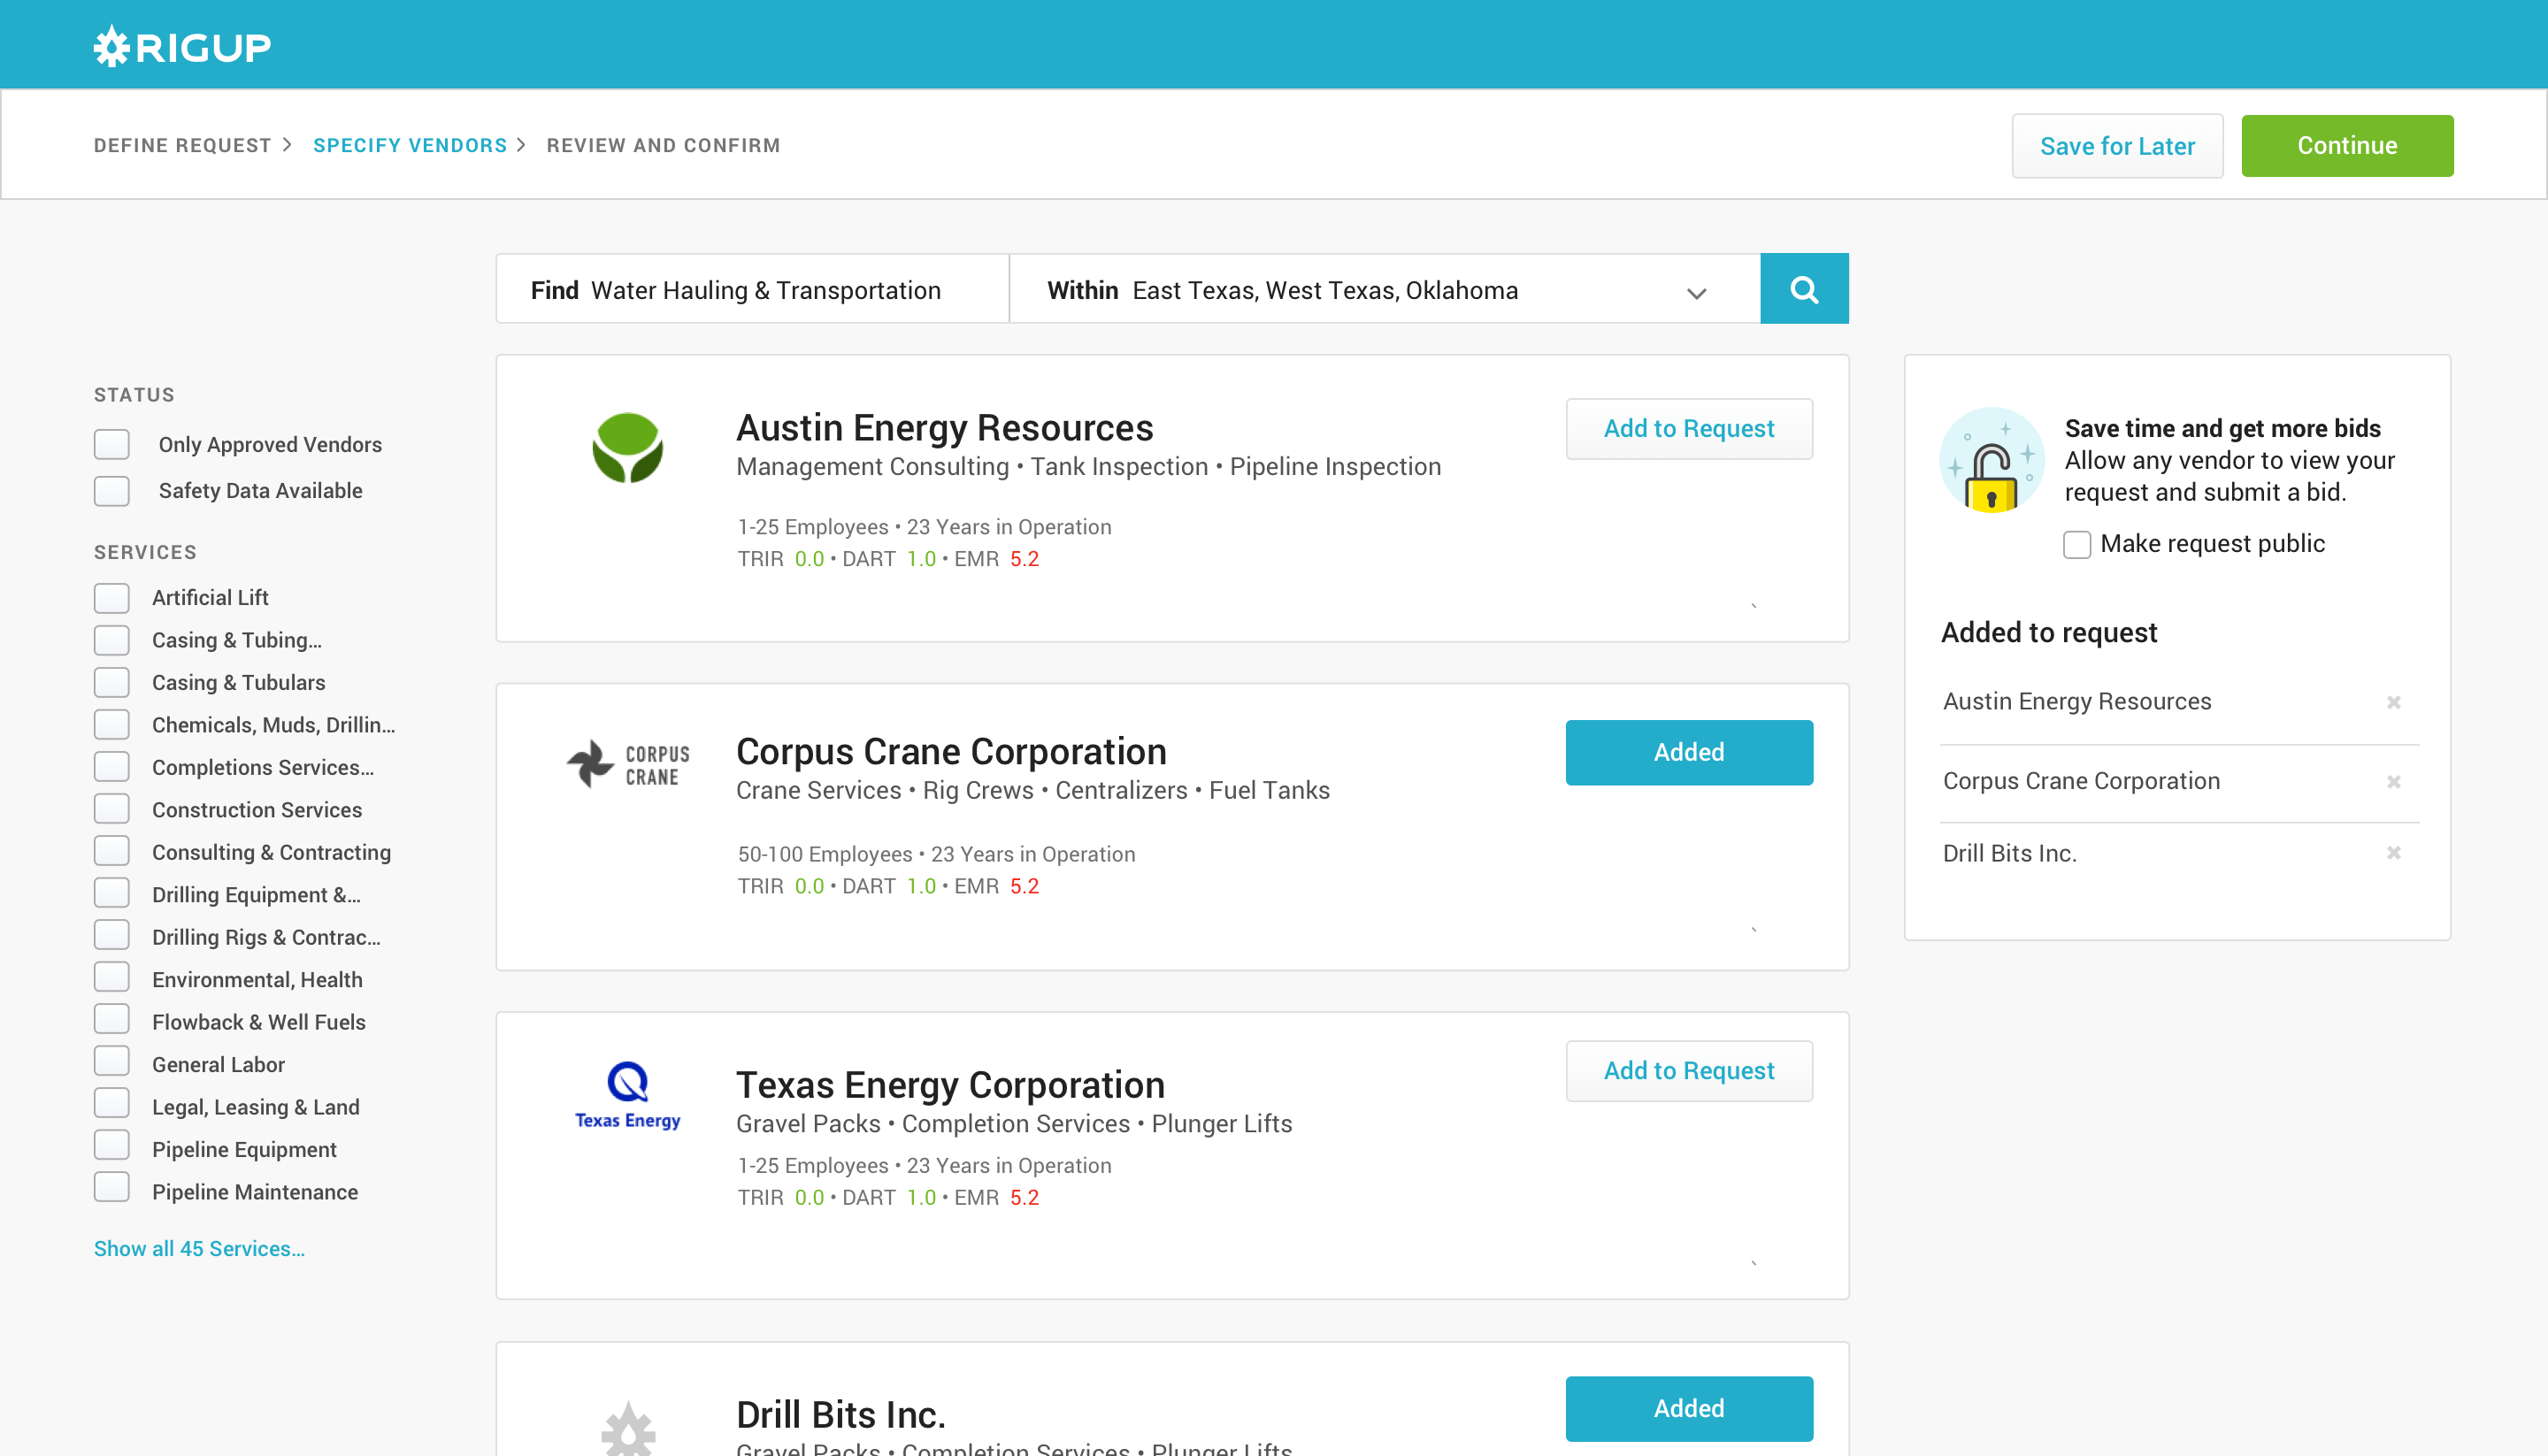 RIGUP
DEFINE REQUEST > SPECIFY VENDORS > REVIEW AND CONFIRM
Save for Later
Continue
Find Water Hauling & Transportation
Within East Texas, West Texas, Oklahoma
STATUS
Only Approved Vendors
Safety Data Available
SERVICES
Artificial Lift
Casing & Tubing...
Casing & Tubulars
Chemicals, Muds, Drillin...
Completions Services...
Construction Services
Consulting & Contracting
Drilling Equipment &...
Drilling Rigs & Contrac...
Environmental, Health
Flowback & Well Fuels
General Labor
Legal, Leasing & Land
Pipeline Equipment
Pipeline Maintenance
Show all 45 Services...
Austin Energy Resources
Management Consulting • Tank Inspection • Pipeline Inspection
1-25 Employees • 23 Years in Operation
TRIR 0.0 • DART 1.0 • EMR 5.2
Add to Request
`
CORPUS
CRANE
Corpus Crane Corporation
Crane Services • Rig Crews • Centralizers • Fuel Tanks
50-100 Employees • 23 Years in Operation
TRIR 0.0 • DART 1.0 • EMR 5.2
Added
`
Texas Energy
Texas Energy Corporation
Gravel Packs • Completion Services • Plunger Lifts
1-25 Employees • 23 Years in Operation
TRIR 0.0 • DART 1.0 • EMR 5.2
Add to Request
`
Drill Bits Inc.
Gravel Packs • Completion Services • Plunger Lifts
Added
Save time and get more bids
Allow any vendor to view your
request and submit a bid.
Make request public
Added to request
Austin Energy Resources
Corpus Crane Corporation
Drill Bits Inc.